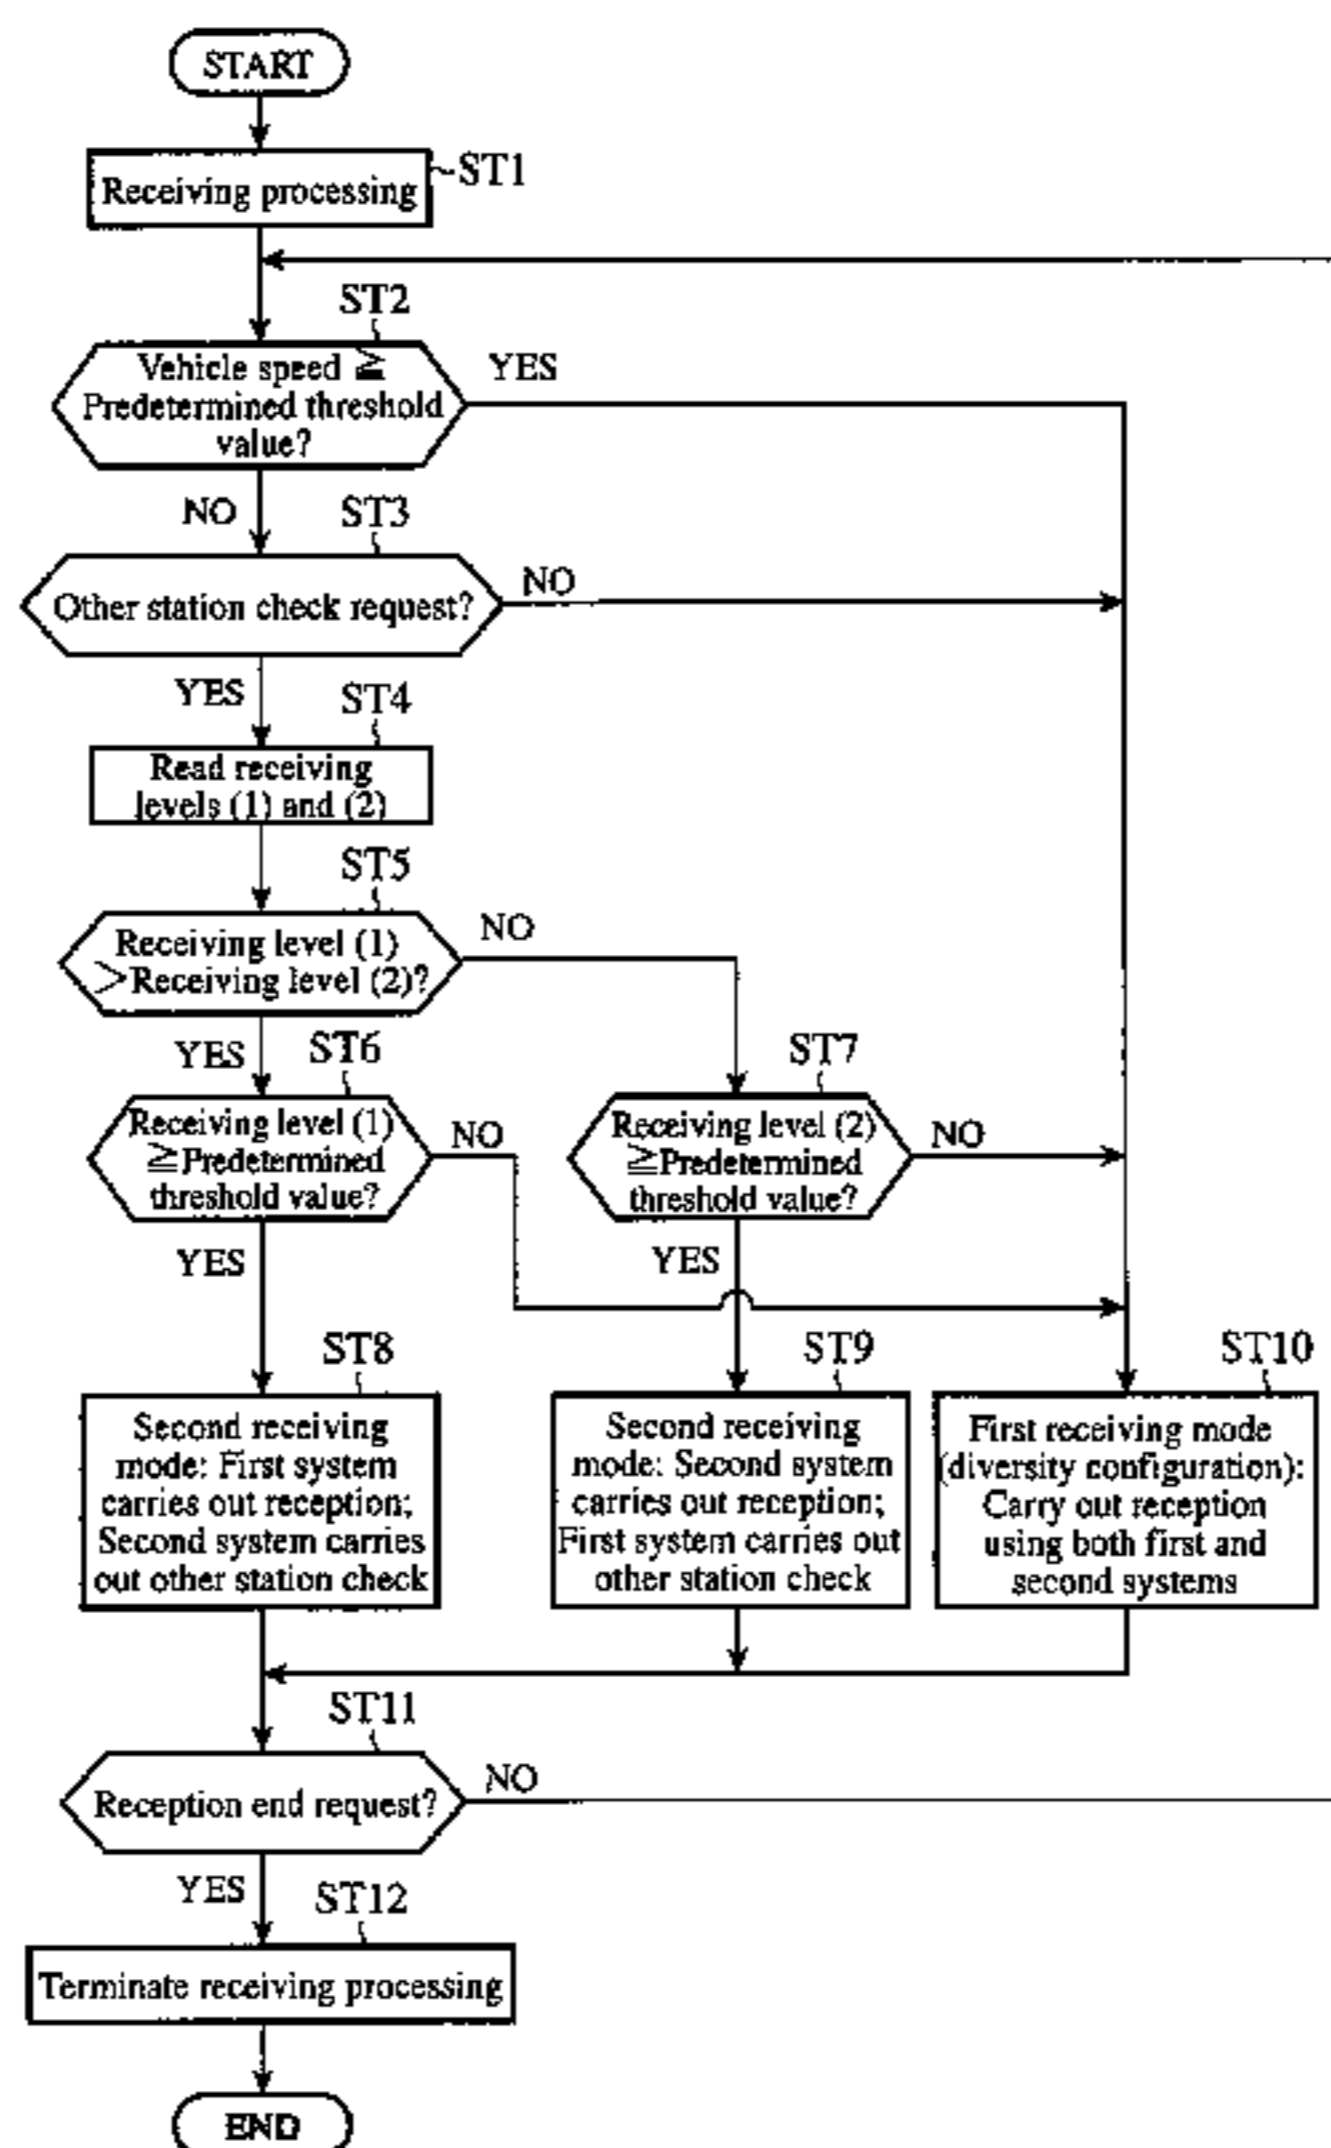 START
Receiving processing
ST1
ST2
Vehicle speed ≧
Predetermined threshold
value?
YES
NO
ST3
Other station check request?
NO
YES
ST4
Read receiving
levels (1) and (2)
ST5
Receiving level (1)
>Receiving level (2)?
NO
YES
ST6
Receiving level (1)
≧Predetermined
threshold value?
NO
YES
ST7
Receiving level (2)
≧Predetermined
threshold value?
NO
YES
ST8
Second receiving
mode: First system
carries out reception;
Second system carries
out other station check
ST9
Second receiving
mode: Second system
carries out reception;
First system carries out
other station check
ST10
First receiving mode
(diversity configuration):
Carry out reception
using both first and
second systems
ST11
Reception end request?
NO
YES
ST12
Terminate receiving processing
END